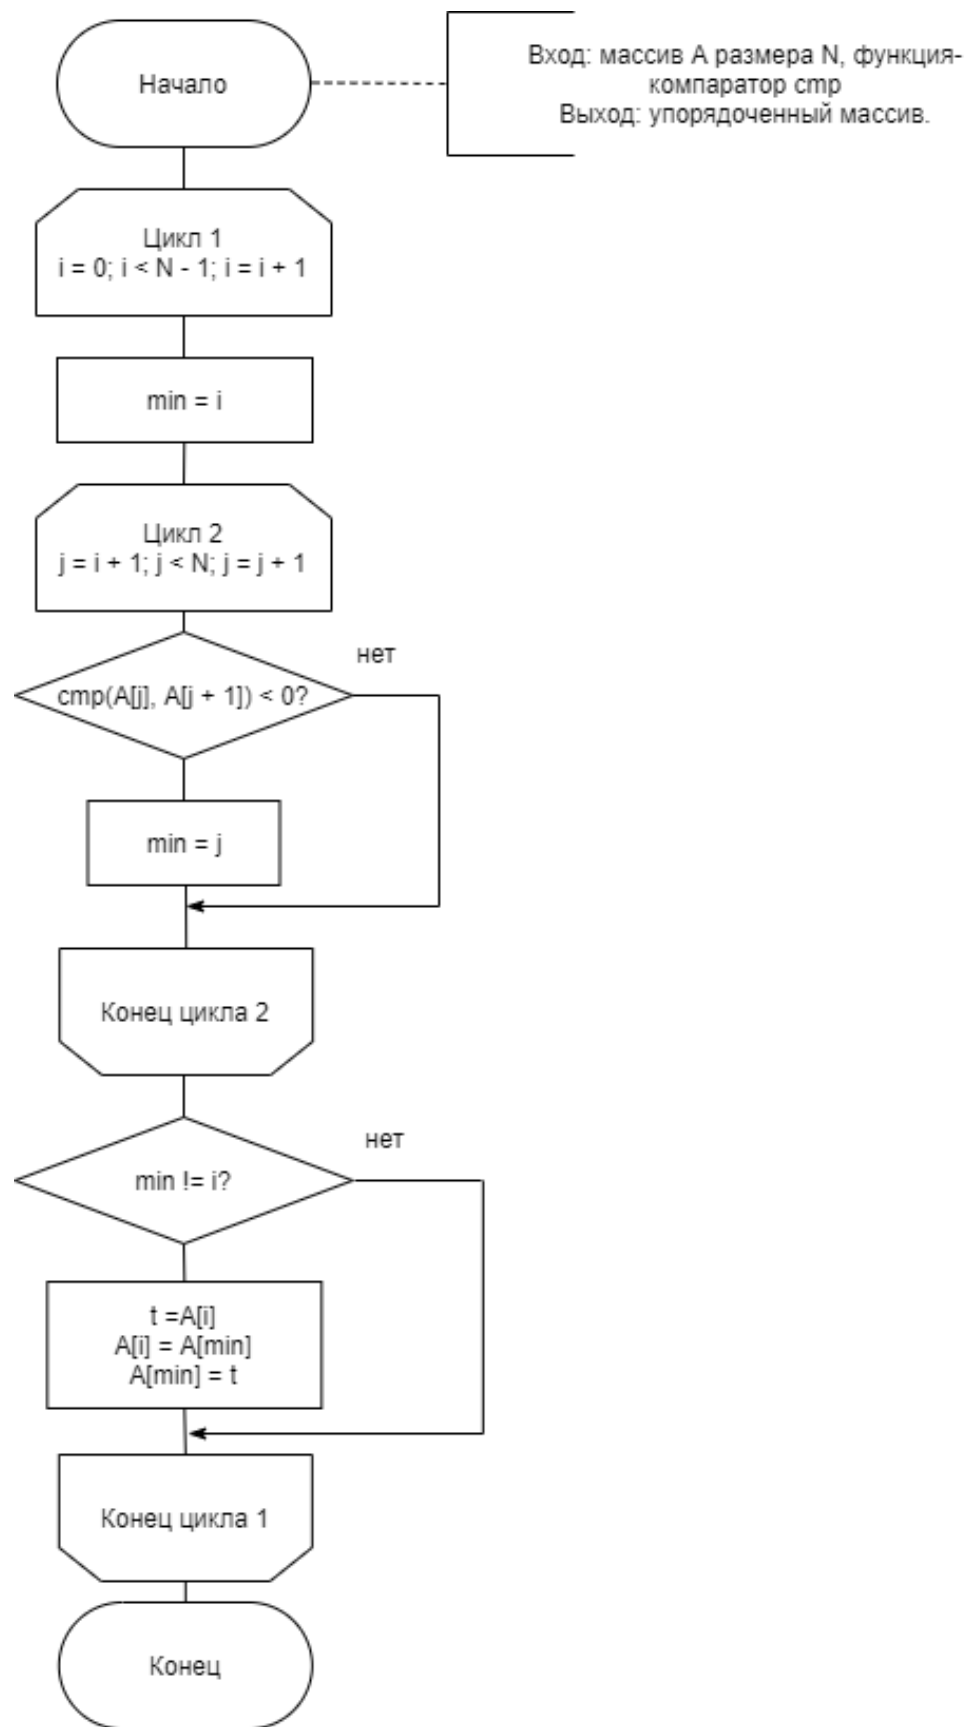 Начало
Вход: массив A размера N, функция-
компаратор cmp
Выход: упорядоченный массив.
Цикл 1
i = 0; i < N - 1; i = i + 1
min = i
Цикл 2
j = i + 1; j < N; j = j + 1
нет
cmp(A[j], A[j + 1]) < 0?
min = j
Конец цикла 2
нет
min != i?
t =A[i]
A[i] = A[min]
A[min] = t
Конец цикла 1
Конец